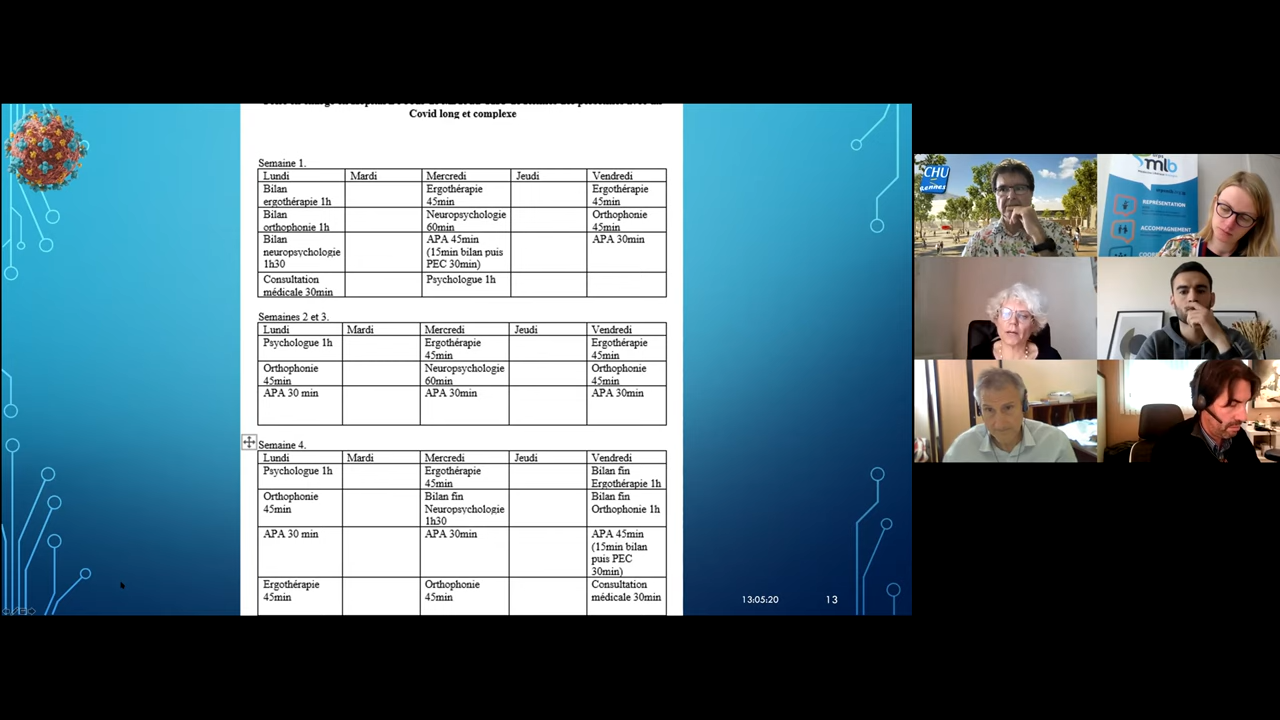 Covid long et complexe
Semaine 1.
Lundi Mardi Mercredi Jeudi Vendredi
Bilan Ergothérapie Ergothérapie
ergothérapie 1h 45min 45min
Bilan Neuropsychologie Orthophonie
orthophonie 1h 60min 45min
Bilan APA 45min APA 30min
neuropsychologie (15min bilan puis
1h30 PEC 30min)
Consultation Psychologue 1h
médicale 30min
Semaines 2 et 3.
Lundi Mardi Mercredi Jeudi Vendredi
Psychologue 1h Ergothérapie Ergothérapie
45min 45min
Orthophonie Neuropsychologie Orthophonie
45min 60min 45min
APA 30 min APA 30min APA 30min
Semaine 4.
Lundi Mardi Mercredi Jeudi Vendredi
Psychologue 1h Ergothérapie Bilan fin
45min Ergothérapie 1h
Orthophonie Bilan fin Bilan fin
45min Neuropsychologie Orthophonie 1h
1h30
APA 30 min APA 30min APA 45min
(15min bilan
puis PEC
30min)
Ergothérapie Orthophonie Consultation
45min 45min médicale 30min
13:05:20 13
CHU
Rennes
mlb
REPRÉSENTATION
ACCOMPAGNEMENT